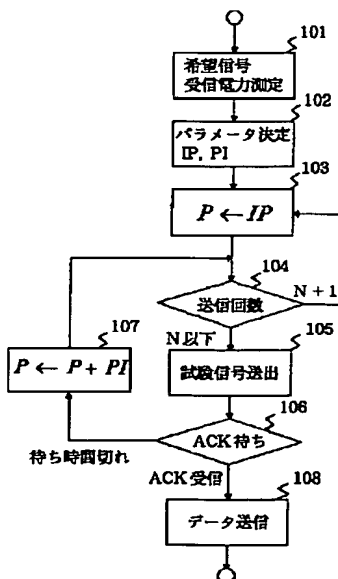 101
希望信号
受信電力測定
102
パラメータ決定
IP, PI
103
P ← IP
104
送信回数
N + 1
N以下
105
試験信号送出
107
P ← P + PI
106
ACK待ち
待ち時間切れ
ACK受信
108
データ送信